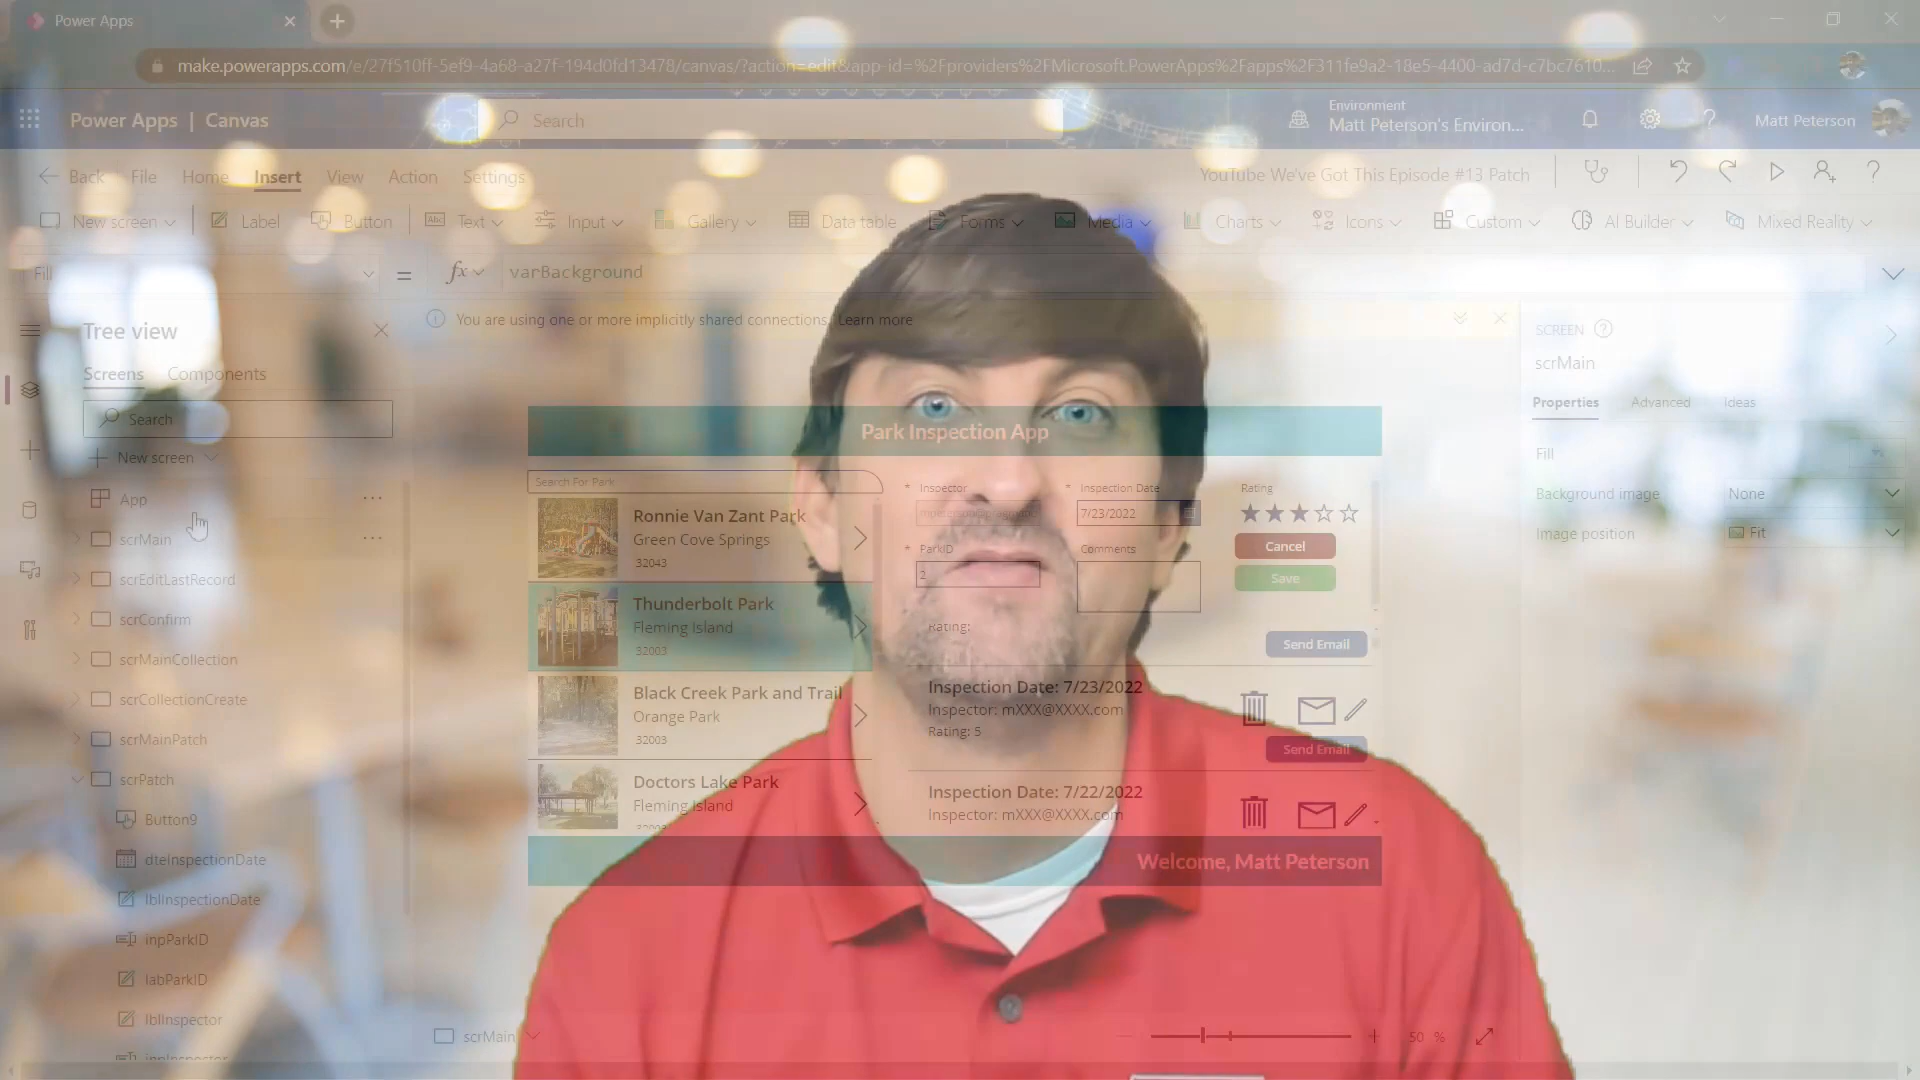 Power Apps
make.powerapps.com/e/27f510ff-5ef9-4a68-a27f-194d0fd13478/canvas/?action=edit&app-id=%2Fproviders%2FMicrosoft.PowerApps%2Fapps%2F311fe9a2-18e5-4400-ad7d-c7bc7610...
Power Apps | Canvas
Search
Environment
Matt Peterson's Environ...
Matt Peterson
Back File Home Insert View Action Settings
YouTube We've Got This Episode #13 Patch
New screen Label Button Text Input Gallery Data table Forms Media Charts Icons Custom AI Builder Mixed Reality
Fill = fx varBackground
You are using one or more implicitly shared connections. Learn more
Tree view
Screens Components
Search
New screen
App
scrMain
scrEditLastRecord
scrConfirm
scrMainCollection
scrCollectionCreate
scrMainPatch
scrPatch
Button9
dteInspectionDate
lblInspectionDate
inpParkID
labParkID
lblInspector
inpInspector
Park Inspection App
Search For Park
Ronnie Van Zant Park
Green Cove Springs
32043
Thunderbolt Park
Fleming Island
32003
Black Creek Park and Trail
Orange Park
32003
Doctors Lake Park
Fleming Island
32003
* Inspector
* Inspection Date
7/23/2022
Rating
* ParkID
2
Comments
Cancel
Save
Rating:
Send Email
Inspection Date: 7/23/2022
Inspector: mXXX@XXXX.com
Rating: 5
Send Email
Inspection Date: 7/22/2022
Inspector: mXXX@XXXX.com
Welcome, Matt Peterson
SCREEN
scrMain
Properties Advanced Ideas
Fill
Background image None
Image position Fit
scrMain
50 %